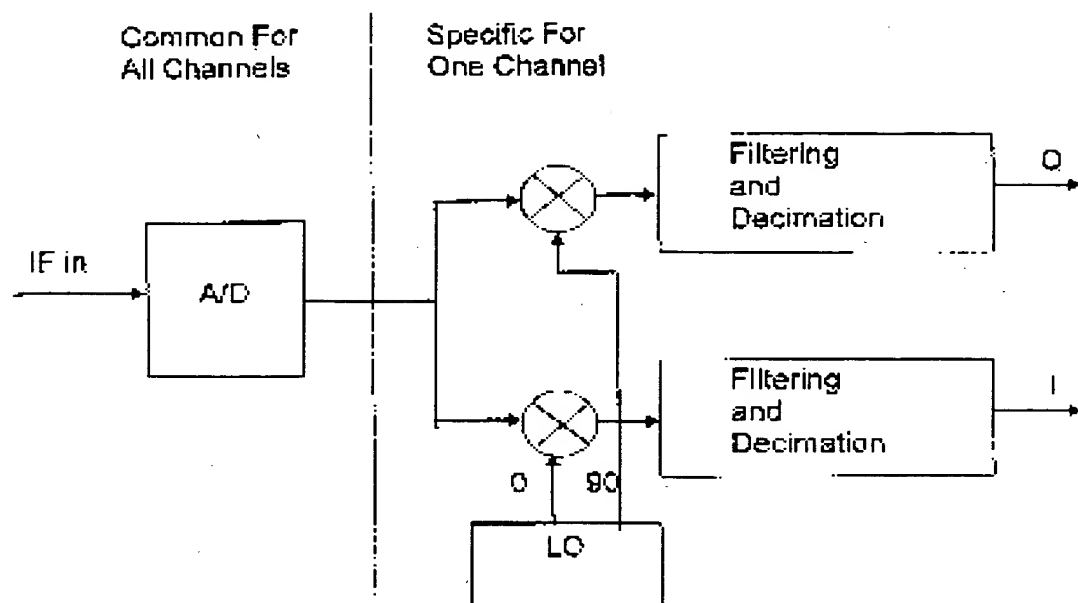 Common For
All Channels
Specific For
One Channel
Filtering
and
Decimation
Q
IF in
A/D
Filtering
and
Decimation
I
0
90
LO